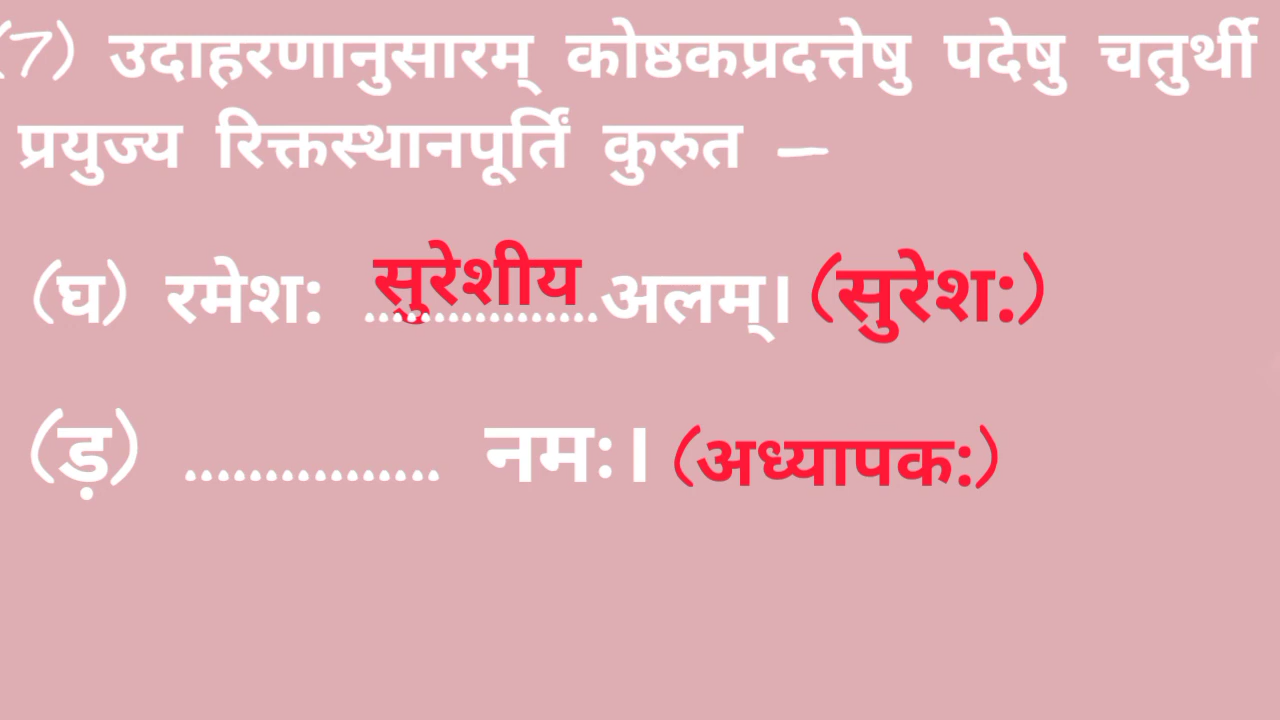 (7) उदाहरणानुसारम् कोष्ठकप्रदत्तेषु पदेषु चतुर्थी
प्रयुज्य रिक्तस्थानपूर्तिं कुरुत –
(घ) रमेश: सुरेशीय ................अलम्। (सुरेश:)
(ड़) ................ नमः। (अध्यापक:)